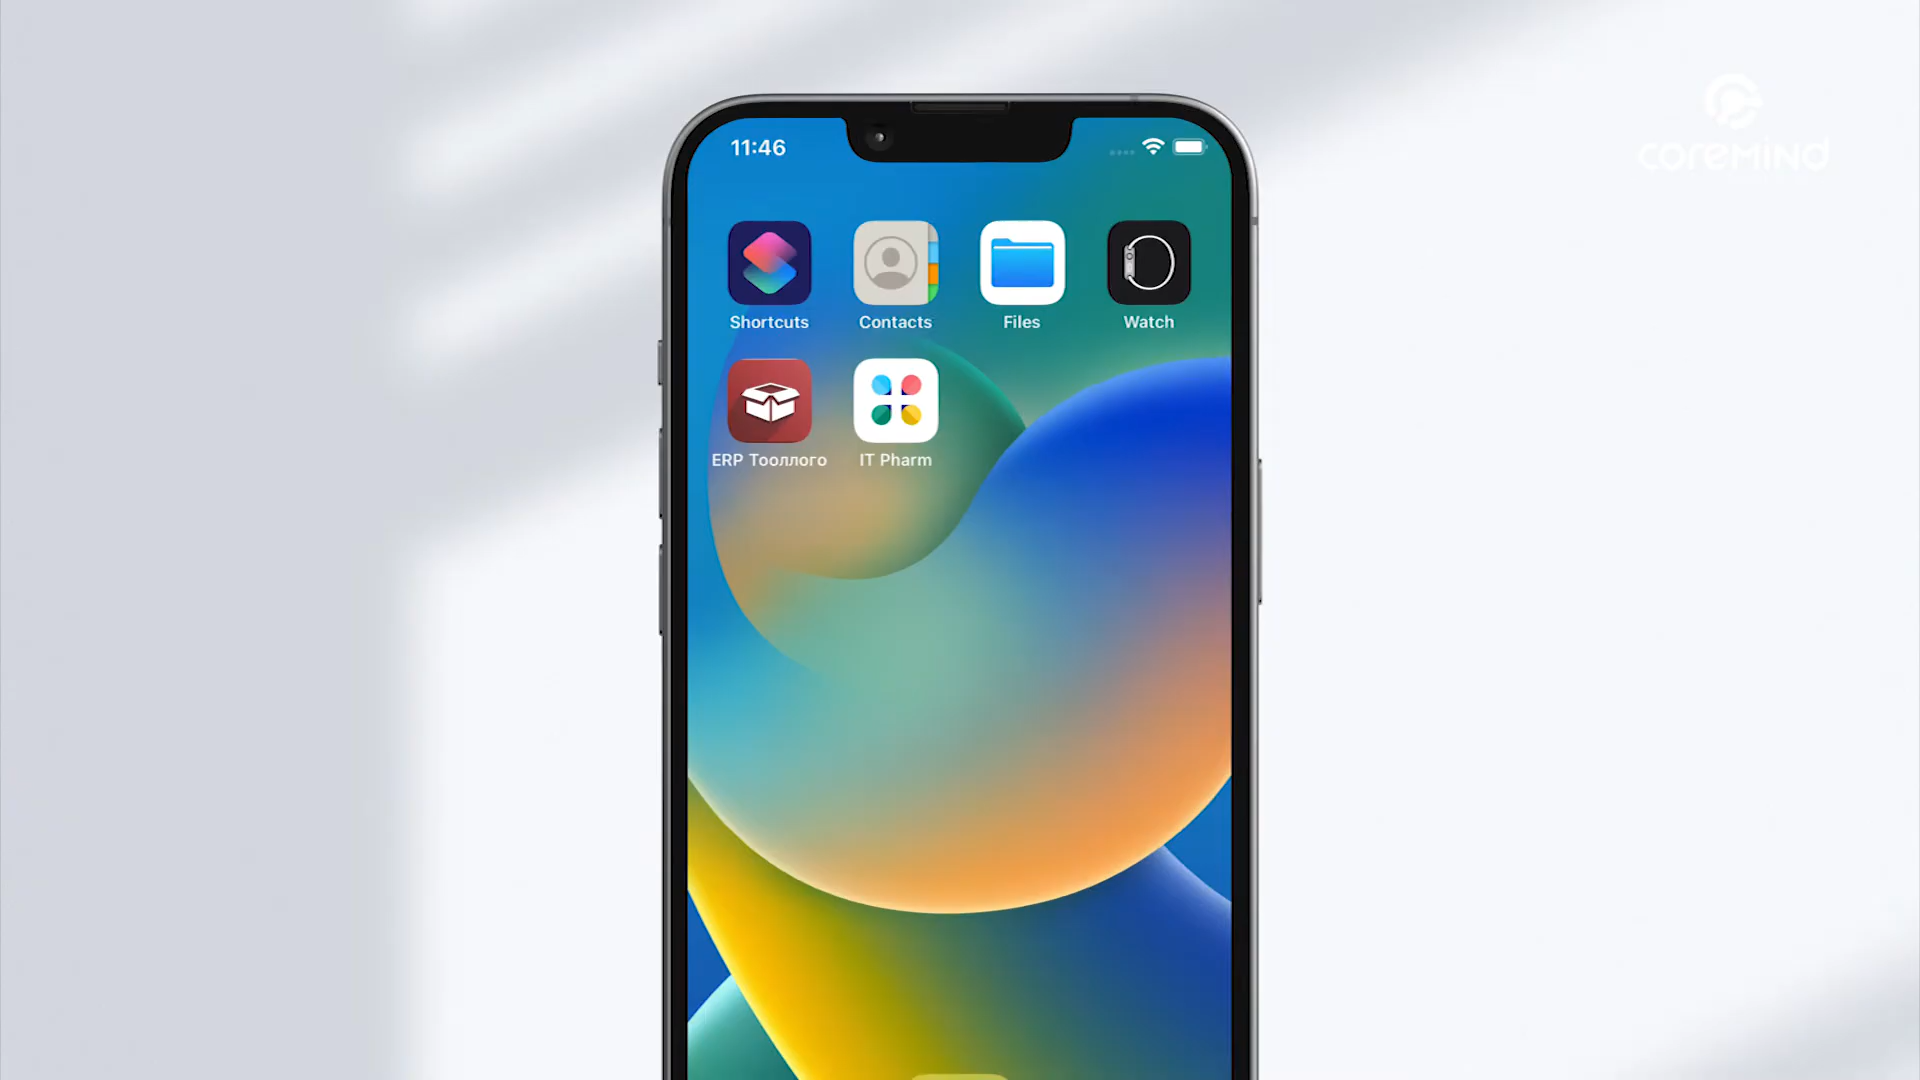 coremind
11:46
Shortcuts
Contacts
Files
Watch
ERP Тооллого
IT Pharm